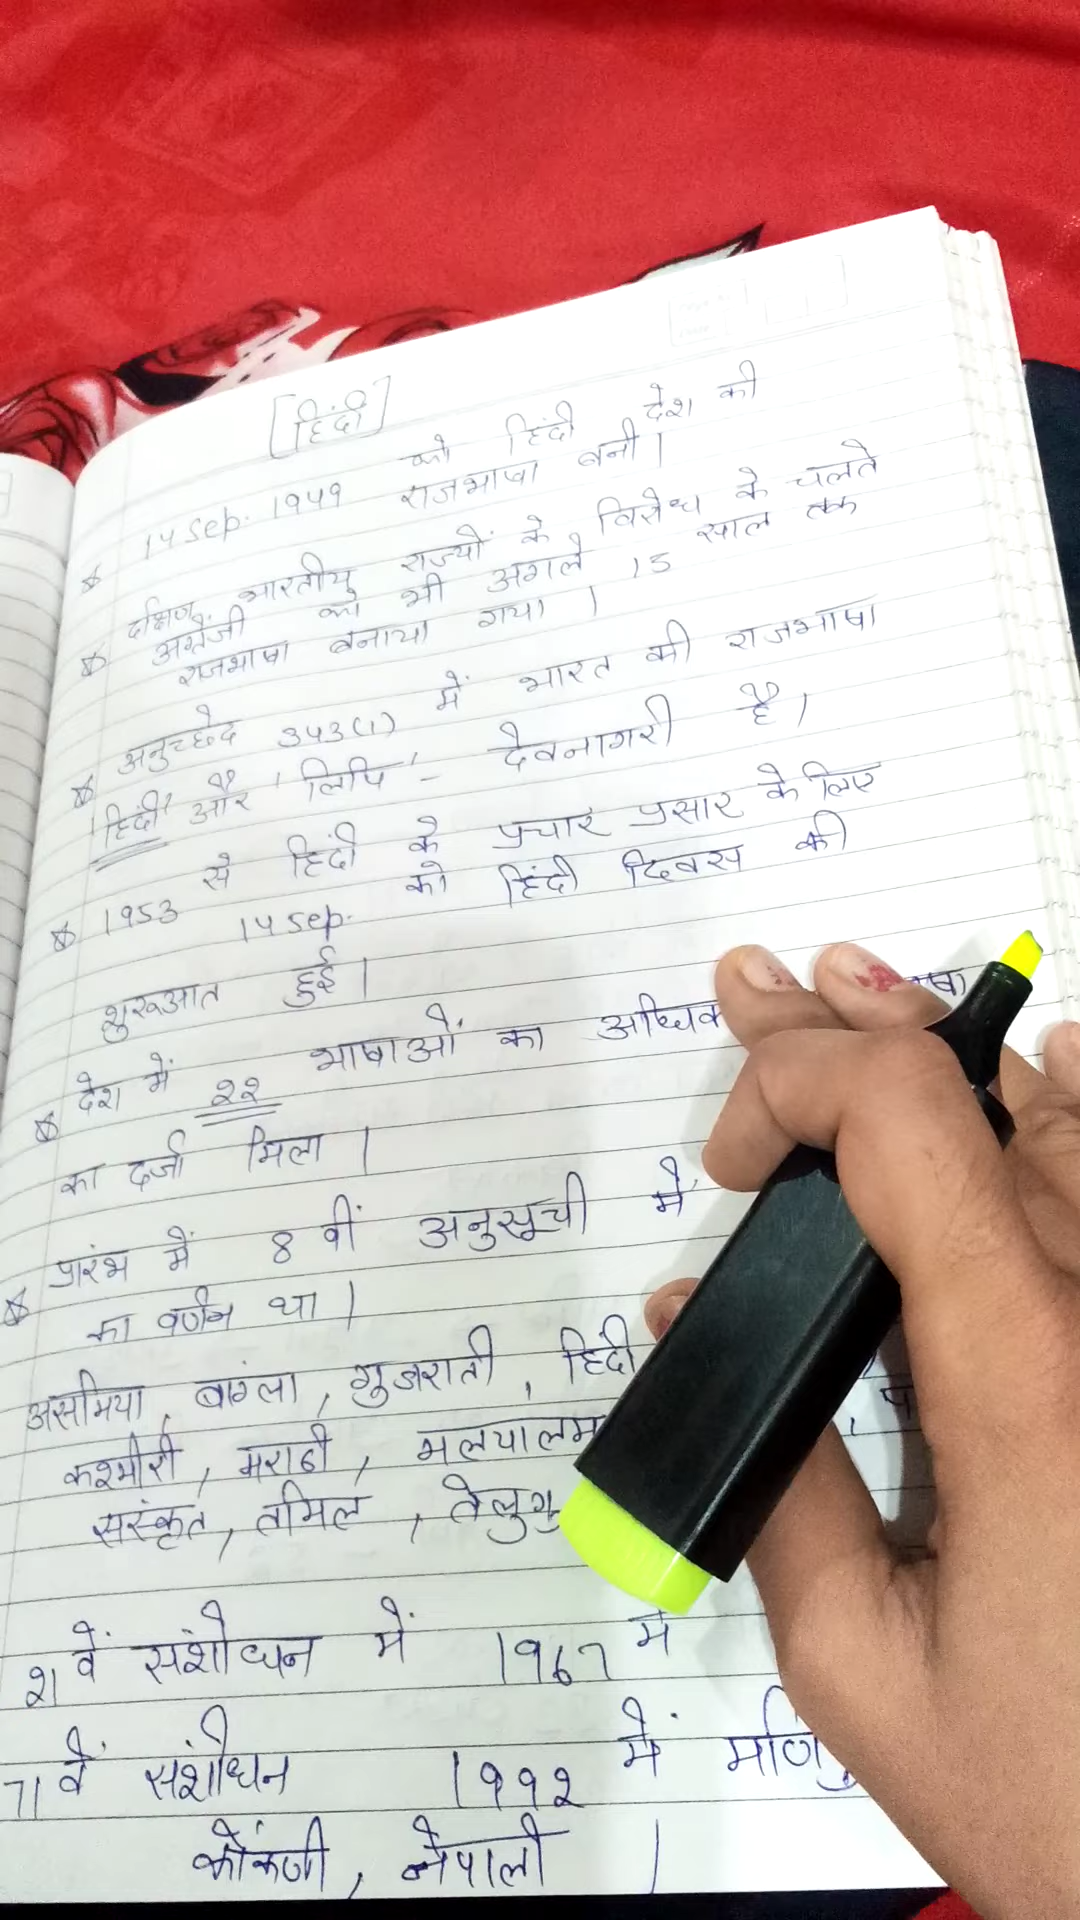 [हिंदी]
14 Sep. 1949 को हिंदी देश की
राजभाषा बनी।
दक्षिण भारतीय राज्यों के विरोध के चलते
अंग्रेजी को भी अगले 15 साल तक
राजभाषा बनाया गया।
अनुच्छेद 343(1) में भारत की राजभाषा
'हिंदी' और 'लिपि' - देवनागरी है।
1953 से हिंदी के प्रचार प्रसार के लिए
14 Sep. को हिंदी दिवस की
शुरुआत हुई।
देश में २२ भाषाओं का
का दर्जा मिला।
प्रारंभ में 8 वीं अनुसूची में
का वर्णन था।
असमिया, बांग्ला, गुजराती, हिंदी
कश्मीरी, मराठी, मलयालम
संस्कृत, तमिल, तेलुगु
21 वें संशोधन में 1967 में
71 वें संशोधन 1992 में
कोंकणी, नेपाली।